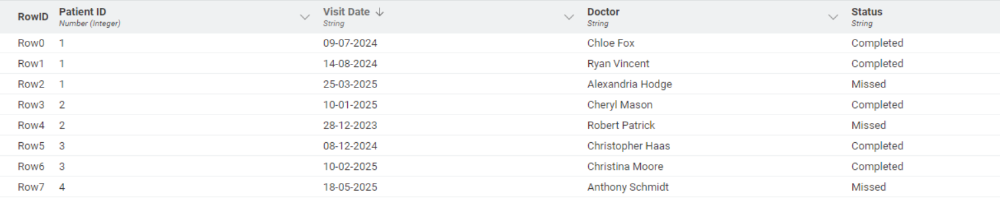 RowID Patient ID Visit Date Doctor Status
Number (Integer) String String String
Row0 1 09-07-2024 Chloe Fox Completed
Row1 1 14-08-2024 Ryan Vincent Completed
Row2 1 25-03-2025 Alexandria Hodge Missed
Row3 2 10-01-2025 Cheryl Mason Completed
Row4 2 28-12-2023 Robert Patrick Missed
Row5 3 08-12-2024 Christopher Haas Completed
Row6 3 10-02-2025 Christina Moore Completed
Row7 4 18-05-2025 Anthony Schmidt Missed